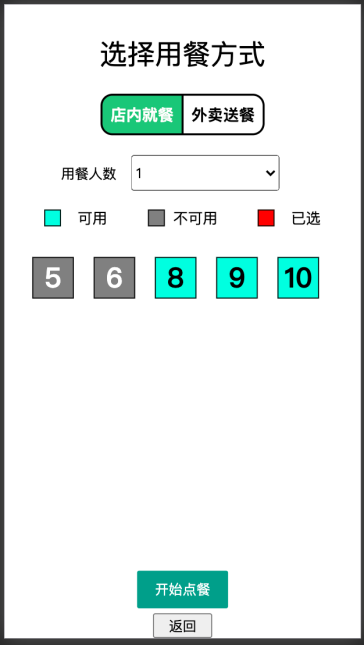 选择用餐方式
店内就餐 外卖送餐
用餐人数 1
可用 不可用 已选
5 6 8 9 10
开始点餐
返回